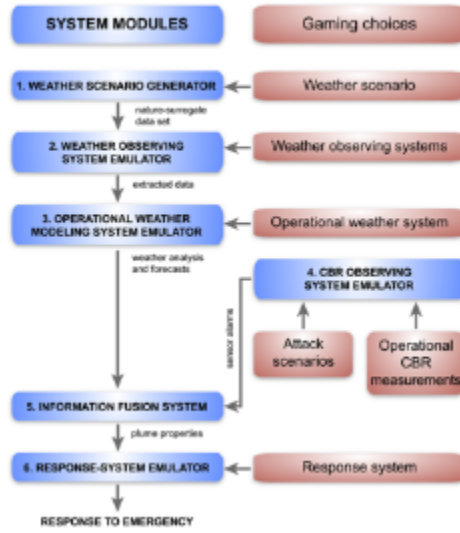 SYSTEM MODULES
Gaming choices
1. WEATHER SCENARIO GENERATOR
Weather scenario
nature-surrogate
data set
2. WEATHER OBSERVING
SYSTEM EMULATOR
Weather observing systems
extracted data
3. OPERATIONAL WEATHER
MODELING SYSTEM EMULATOR
Operational weather system
weather analysis
and forecasts
4. CBR OBSERVING
SYSTEM EMULATOR
sensor alarms
Attack
scenarios
Operational
CBR
measurements
5. INFORMATION FUSION SYSTEM
plume properties
6. RESPONSE-SYSTEM EMULATOR
Response system
RESPONSE TO EMERGENCY